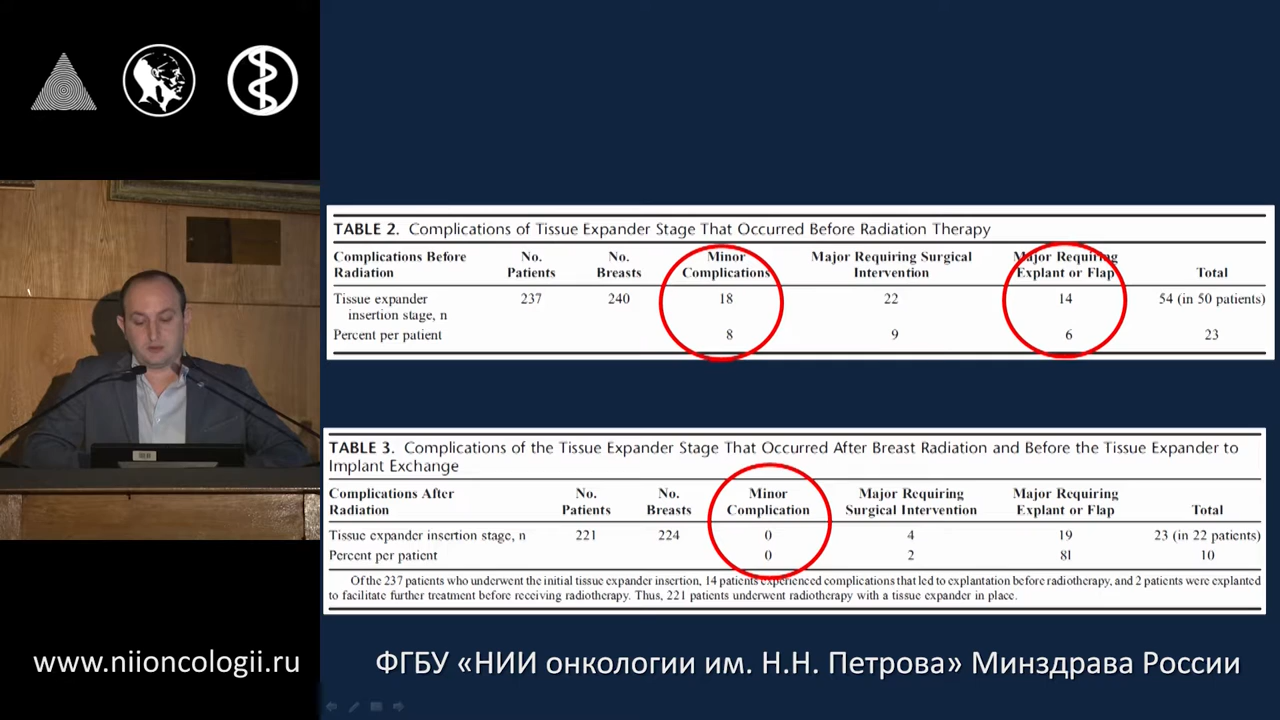 TABLE 2. Complications of Tissue Expander Stage That Occurred Before Radiation Therapy
Complications Before Radiation No. Patients No. Breasts Minor Complications Major Requiring Surgical Intervention Major Requiring Explant or Flap Total
Tissue expander insertion stage, n 237 240 18 22 14 54 (in 50 patients)
Percent per patient 8 9 6 23
TABLE 3. Complications of the Tissue Expander Stage That Occurred After Breast Radiation and Before the Tissue Expander to
Implant Exchange
Complications After Radiation No. Patients No. Breasts Minor Complication Major Requiring Surgical Intervention Major Requiring Explant or Flap Total
Tissue expander insertion stage, n 221 224 0 4 19 23 (in 22 patients)
Percent per patient 0 2 81 10
Of the 237 patients who underwent the initial tissue expander insertion, 14 patients experienced complications that led to explantation before radiotherapy, and 2 patients were explanted
to facilitate further treatment before receiving radiotherapy. Thus, 221 patients underwent radiotherapy with a tissue expander in place.
www.niioncologii.ru
ФГБУ «НИИ онкологии им. Н.Н. Петрова» Минздрава России